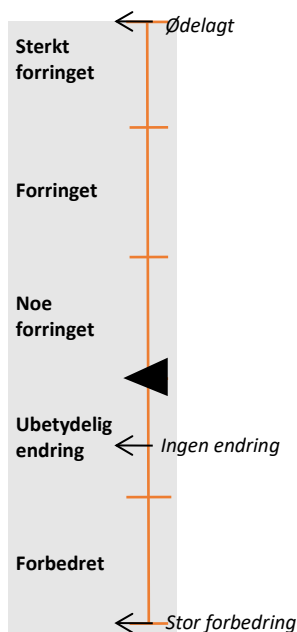 Ødelagt
Sterkt
forringet
Forringet
Noe
forringet
Ubetydelig
endring
Ingen endring
Forbedret
Stor forbedring